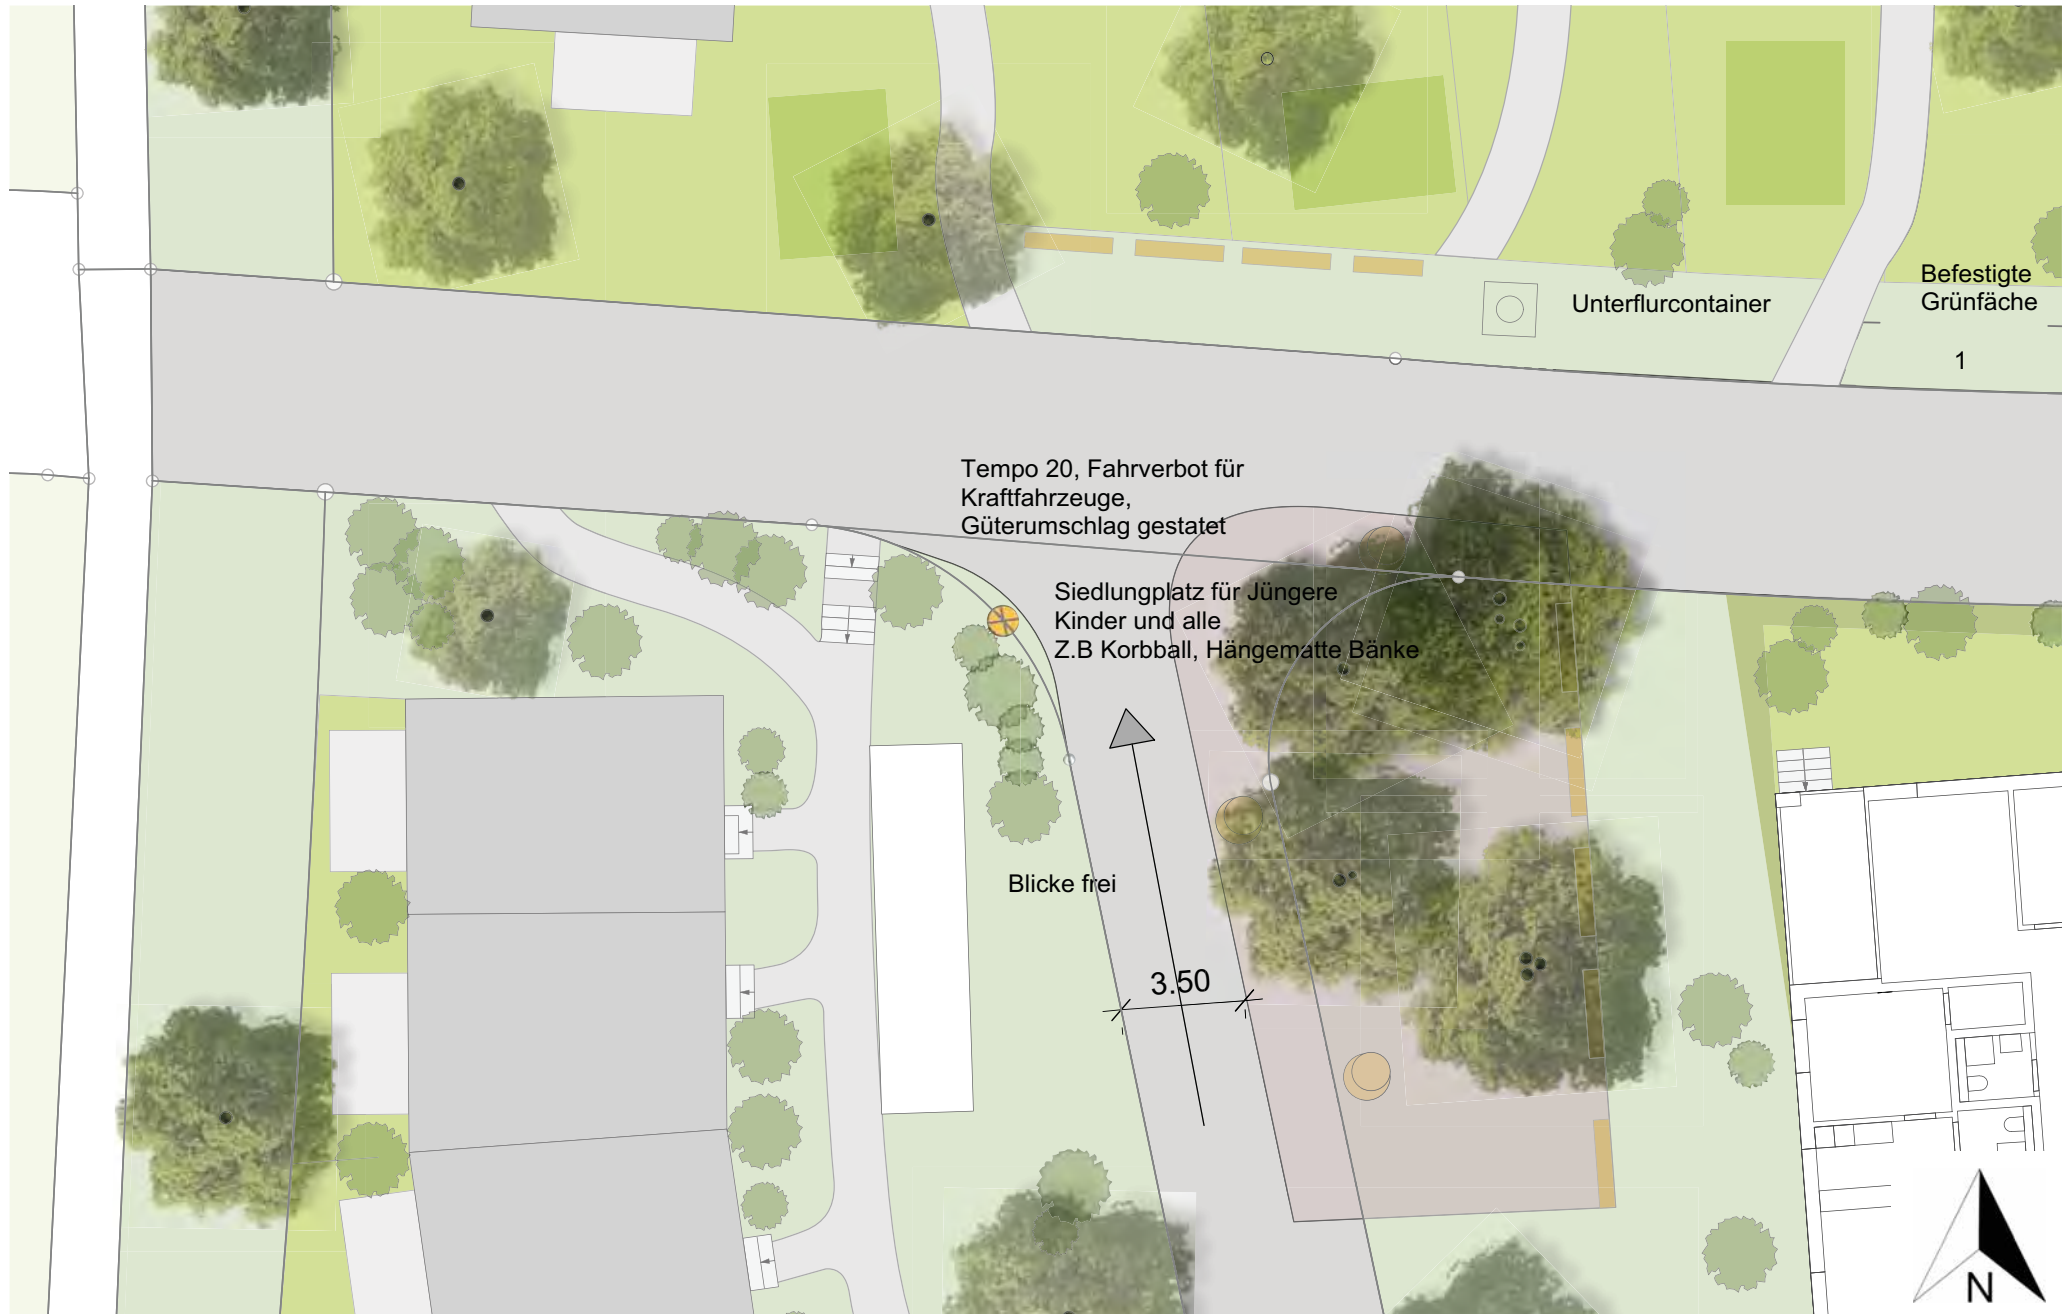 Befestigte
Grünfäche
Unterflurcontainer
1
Tempo 20, Fahrverbot für
Kraftfahrzeuge,
Güterumschlag gestatet
Siedlungplatz für Jüngere
Kinder und alle
Z.B Korbball, Hängematte Bänke
Blicke frei
3.50
N